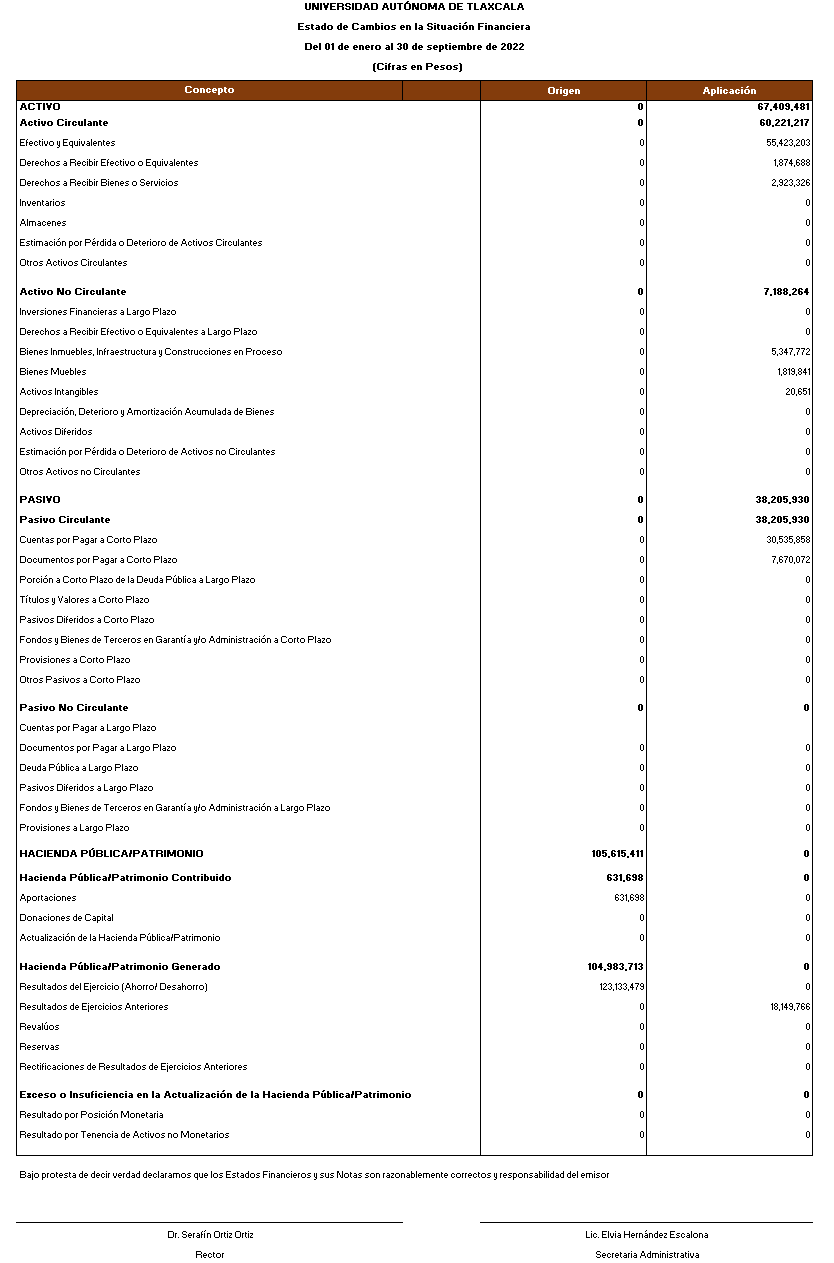 UNIVERSIDAD AUTÓNOMA DE TLAXCALA
Estado de Cambios en la Situación Financiera
Del 01 de enero al 30 de septiembre de 2022
(Cifras en Pesos)
Concepto Origen Aplicación
ACTIVO 0 67,409,481
Activo Circulante 0 60,221,217
Efectivo y Equivalentes 0 55,423,203
Derechos a Recibir Efectivo o Equivalentes 0 1,874,688
Derechos a Recibir Bienes o Servicios 0 2,923,326
Inventarios 0 0
Almacenes 0 0
Estimación por Pérdida o Deterioro de Activos Circulantes 0 0
Otros Activos Circulantes 0 0
Activo No Circulante 0 7,188,264
Inversiones Financieras a Largo Plazo 0 0
Derechos a Recibir Efectivo o Equivalentes a Largo Plazo 0 0
Bienes Inmuebles, Infraestructura y Construcciones en Proceso 0 5,347,772
Bienes Muebles 0 1,819,841
Activos Intangibles 0 20,651
Depreciación, Deterioro y Amortización Acumulada de Bienes 0 0
Activos Diferidos 0 0
Estimación por Pérdida o Deterioro de Activos no Circulantes 0 0
Otros Activos no Circulantes 0 0
PASIVO 0 38,205,930
Pasivo Circulante 0 38,205,930
Cuentas por Pagar a Corto Plazo 0 30,535,858
Documentos por Pagar a Corto Plazo 0 7,670,072
Porción a Corto Plazo de la Deuda Pública a Largo Plazo 0 0
Títulos y Valores a Corto Plazo 0 0
Pasivos Diferidos a Corto Plazo 0 0
Fondos y Bienes de Terceros en Garantía y/o Administración a Corto Plazo 0 0
Provisiones a Corto Plazo 0 0
Otros Pasivos a Corto Plazo 0 0
Pasivo No Circulante 0 0
Cuentas por Pagar a Largo Plazo
Documentos por Pagar a Largo Plazo 0 0
Deuda Pública a Largo Plazo 0 0
Pasivos Diferidos a Largo Plazo 0 0
Fondos y Bienes de Terceros en Garantía y/o Administración a Largo Plazo 0 0
Provisiones a Largo Plazo 0 0
HACIENDA PÚBLICA/PATRIMONIO 105,615,411 0
Hacienda Pública/Patrimonio Contribuido 631,698 0
Aportaciones 631,698 0
Donaciones de Capital 0 0
Actualización de la Hacienda Pública/Patrimonio 0 0
Hacienda Pública/Patrimonio Generado 104,983,713 0
Resultados del Ejercicio (Ahorro/ Desahorro) 123,133,479 0
Resultados de Ejercicios Anteriores 0 18,149,766
Revalúos 0 0
Reservas 0 0
Rectificaciones de Resultados de Ejercicios Anteriores 0 0
Exceso o Insuficiencia en la Actualización de la Hacienda Pública/Patrimonio 0 0
Resultado por Posición Monetaria 0 0
Resultado por Tenencia de Activos no Monetarios 0 0
Bajo protesta de decir verdad declaramos que los Estados Financieros y sus Notas son razonablemente correctos y responsabilidad del emisor
Dr. Serafín Ortiz Ortiz Lic. Elvia Hernández Escalona
Rector Secretaria Administrativa